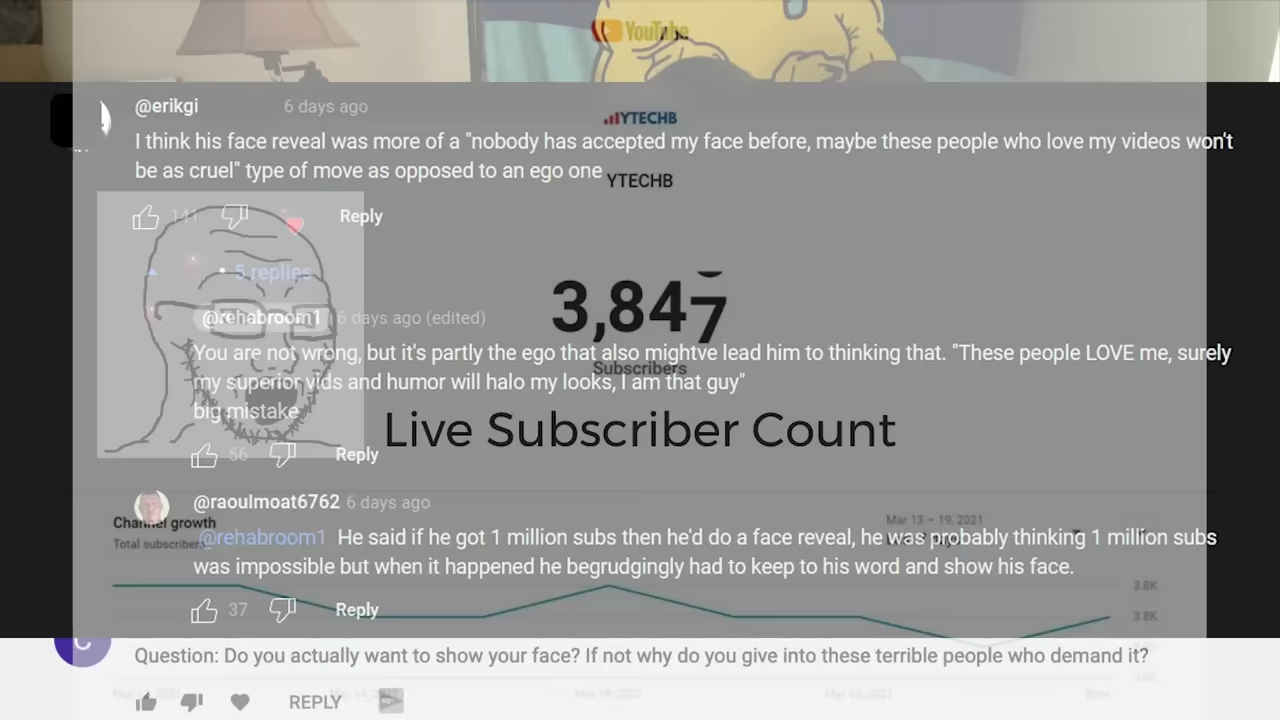 YouTube
@erikgi 6 days ago
YTECHB
I think his face reveal was more of a "nobody has accepted my face before, maybe these people who love my videos won't
be as cruel" type of move as opposed to an ego one
YTECHB
141 Reply
5 replies
3,847
@rehabroom1 6 days ago (edited)
You are not wrong, but it's partly the ego that also mightve lead him to thinking that. "These people LOVE me, surely
Subscribers
my superior vids and humor will halo my looks, I am that guy"
big mistake
Live Subscriber Count
56 Reply
@raoulmoat6762 6 days ago
Channel growth
Mar 13 – 19, 2021
Total subscribers
@rehabroom1 He said if he got 1 million subs then he'd do a face reveal, he was probably thinking 1 million subs
was impossible but when it happened he begrudgingly had to keep to his word and show his face.
3.8K
37 Reply
3.8K
C
Question: Do you actually want to show your face? If not why do you give into these terrible people who demand it?
REPLY